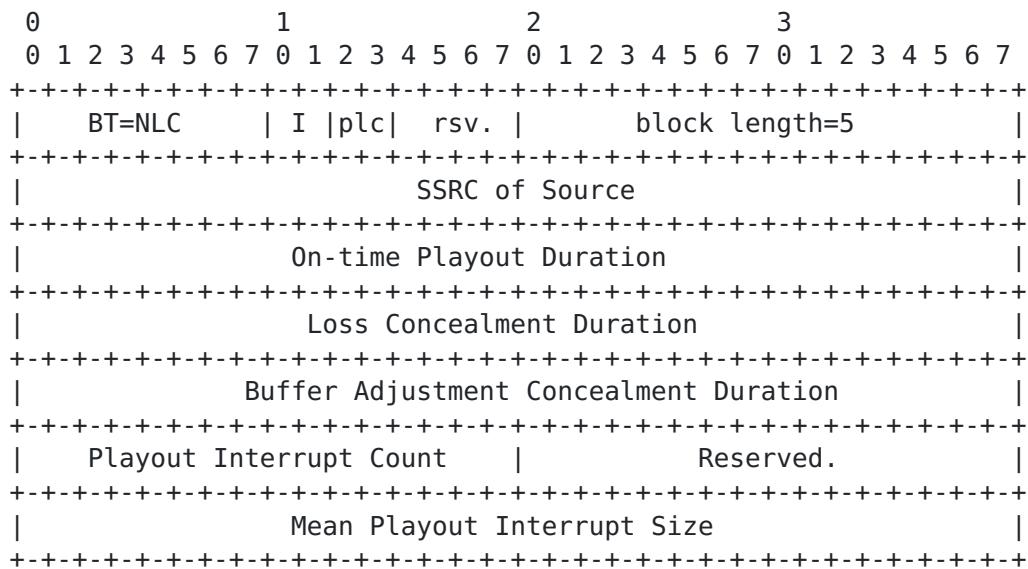 0                   1                   2                   3
 0 1 2 3 4 5 6 7 0 1 2 3 4 5 6 7 0 1 2 3 4 5 6 7 0 1 2 3 4 5 6 7
+-+-+-+-+-+-+-+-+-+-+-+-+-+-+-+-+-+-+-+-+-+-+-+-+-+-+-+-+-+-+-+-+
|    BT=NLC     | I |plc|  rsv. |       block length=5          |
+-+-+-+-+-+-+-+-+-+-+-+-+-+-+-+-+-+-+-+-+-+-+-+-+-+-+-+-+-+-+-+-+
|                         SSRC of Source                        |
+-+-+-+-+-+-+-+-+-+-+-+-+-+-+-+-+-+-+-+-+-+-+-+-+-+-+-+-+-+-+-+-+
|                 On-time Playout Duration                      |
+-+-+-+-+-+-+-+-+-+-+-+-+-+-+-+-+-+-+-+-+-+-+-+-+-+-+-+-+-+-+-+-+
|                  Loss Concealment Duration                    |
+-+-+-+-+-+-+-+-+-+-+-+-+-+-+-+-+-+-+-+-+-+-+-+-+-+-+-+-+-+-+-+-+
|              Buffer Adjustment Concealment Duration           |
+-+-+-+-+-+-+-+-+-+-+-+-+-+-+-+-+-+-+-+-+-+-+-+-+-+-+-+-+-+-+-+-+
|    Playout Interrupt Count    |           Reserved.           |
+-+-+-+-+-+-+-+-+-+-+-+-+-+-+-+-+-+-+-+-+-+-+-+-+-+-+-+-+-+-+-+-+
|                 Mean Playout Interrupt Size                   |
+-+-+-+-+-+-+-+-+-+-+-+-+-+-+-+-+-+-+-+-+-+-+-+-+-+-+-+-+-+-+-+-+